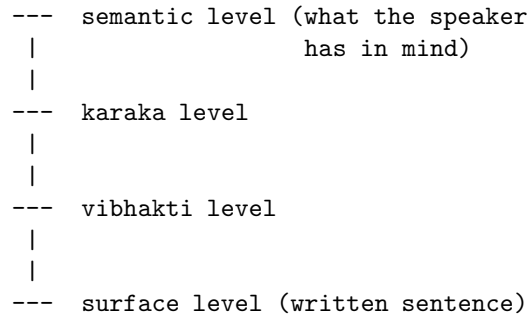 --- semantic level (what the speaker
| has in mind)
|
--- karaka level
|
|
--- vibhakti level
|
|
--- surface level (written sentence)